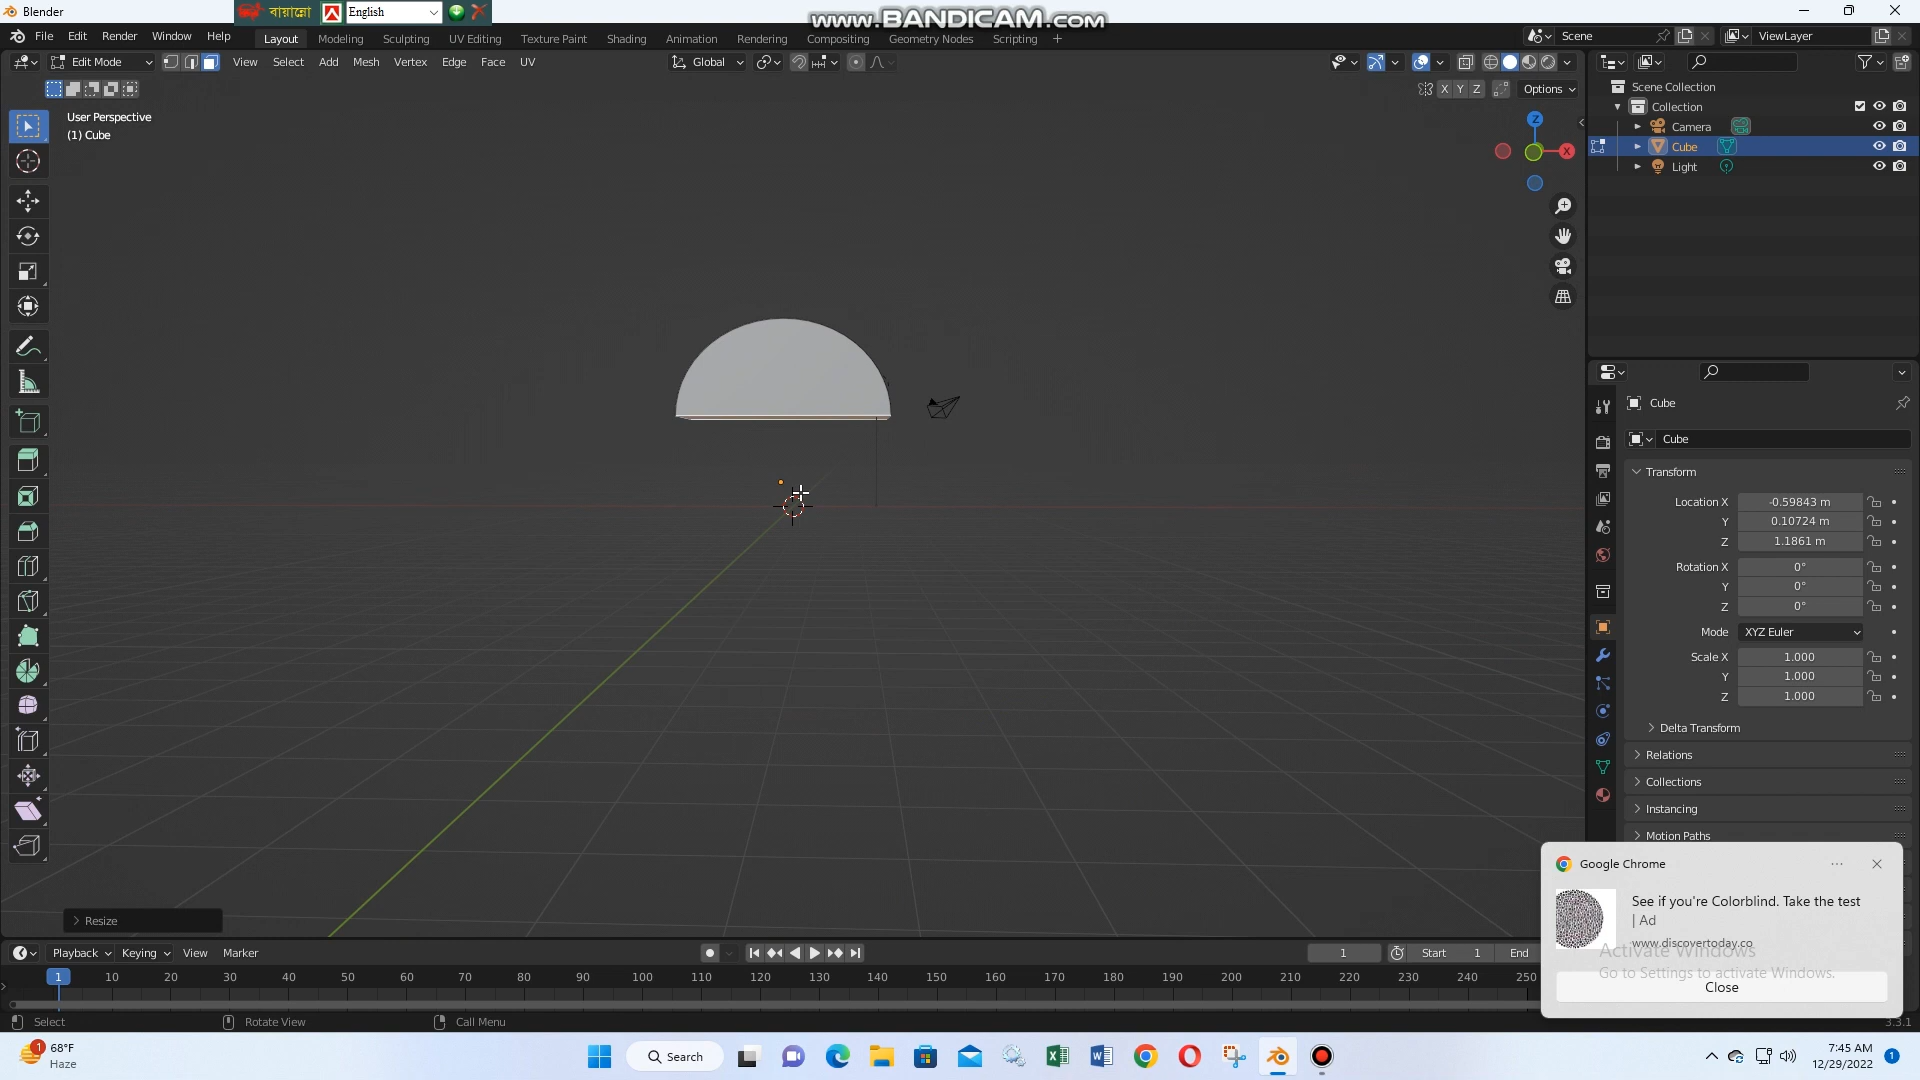 Blender
বায়ান্নো
English
www.BANDICAM.com
File Edit Render Window Help
Layout Modeling Sculpting UV Editing Texture Paint Shading Animation Rendering Compositing Geometry Nodes Scripting +
Scene
ViewLayer
Edit Mode
View Select Add Mesh Vertex Edge Face UV
Global
X Y Z
Options
User Perspective
(1) Cube
Z
X
Scene Collection
Collection
Camera
Cube
Light
Cube
Cube
Transform
Location X -0.59843 m
Y 0.10724 m
Z 1.1861 m
Rotation X 0°
Y 0°
Z 0°
Mode XYZ Euler
Scale X 1.000
Y 1.000
Z 1.000
Delta Transform
Relations
Collections
Instancing
Motion Paths
Google Chrome
See if you're Colorblind. Take the test
| Ad
www.discovertoday.co
Activate Windows
Go to Settings to activate Windows.
Close
Resize
Playback Keying View Marker
1
Start 1 End
1 10 20 30 40 50 60 70 80 90 100 110 120 130 140 150 160 170 180 190 200 210 220 230 240 250
Select Rotate View Call Menu
3.3.1
1
68°F
Haze
Search
7:45 AM
12/29/2022
1